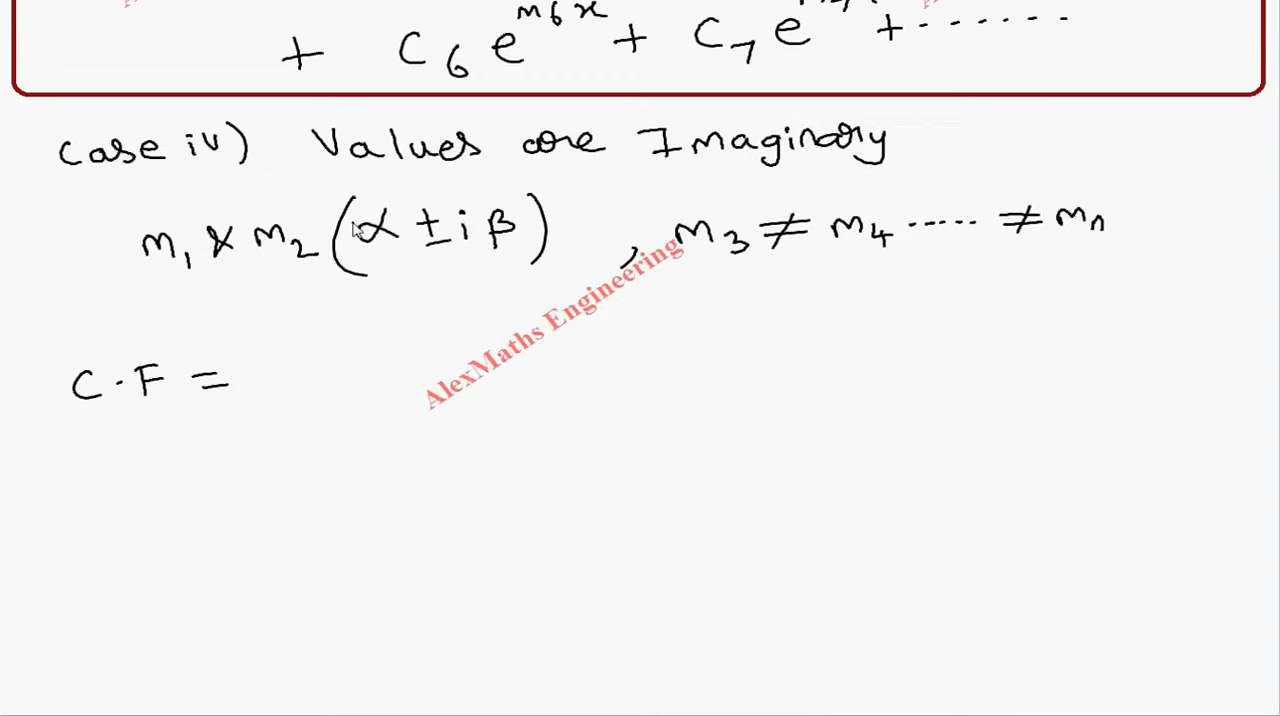 + C₆ e^{m₆x} + C₇ e + .......
Case iv) Values are Imaginary
m₁ & m₂ (α ± iβ) , m₃ ≠ m₄ ..... ≠ mₙ
C.F =
AlexMaths Engineering